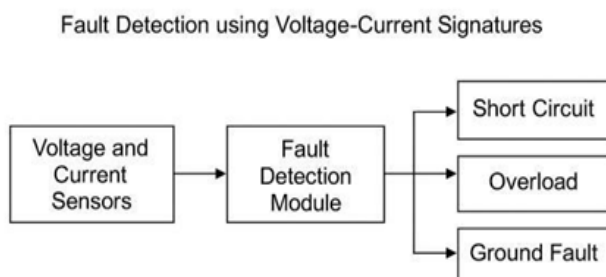 Fault Detection using Voltage-Current Signatures
Voltage and
Current
Sensors
Fault
Detection
Module
Short Circuit
Overload
Ground Fault